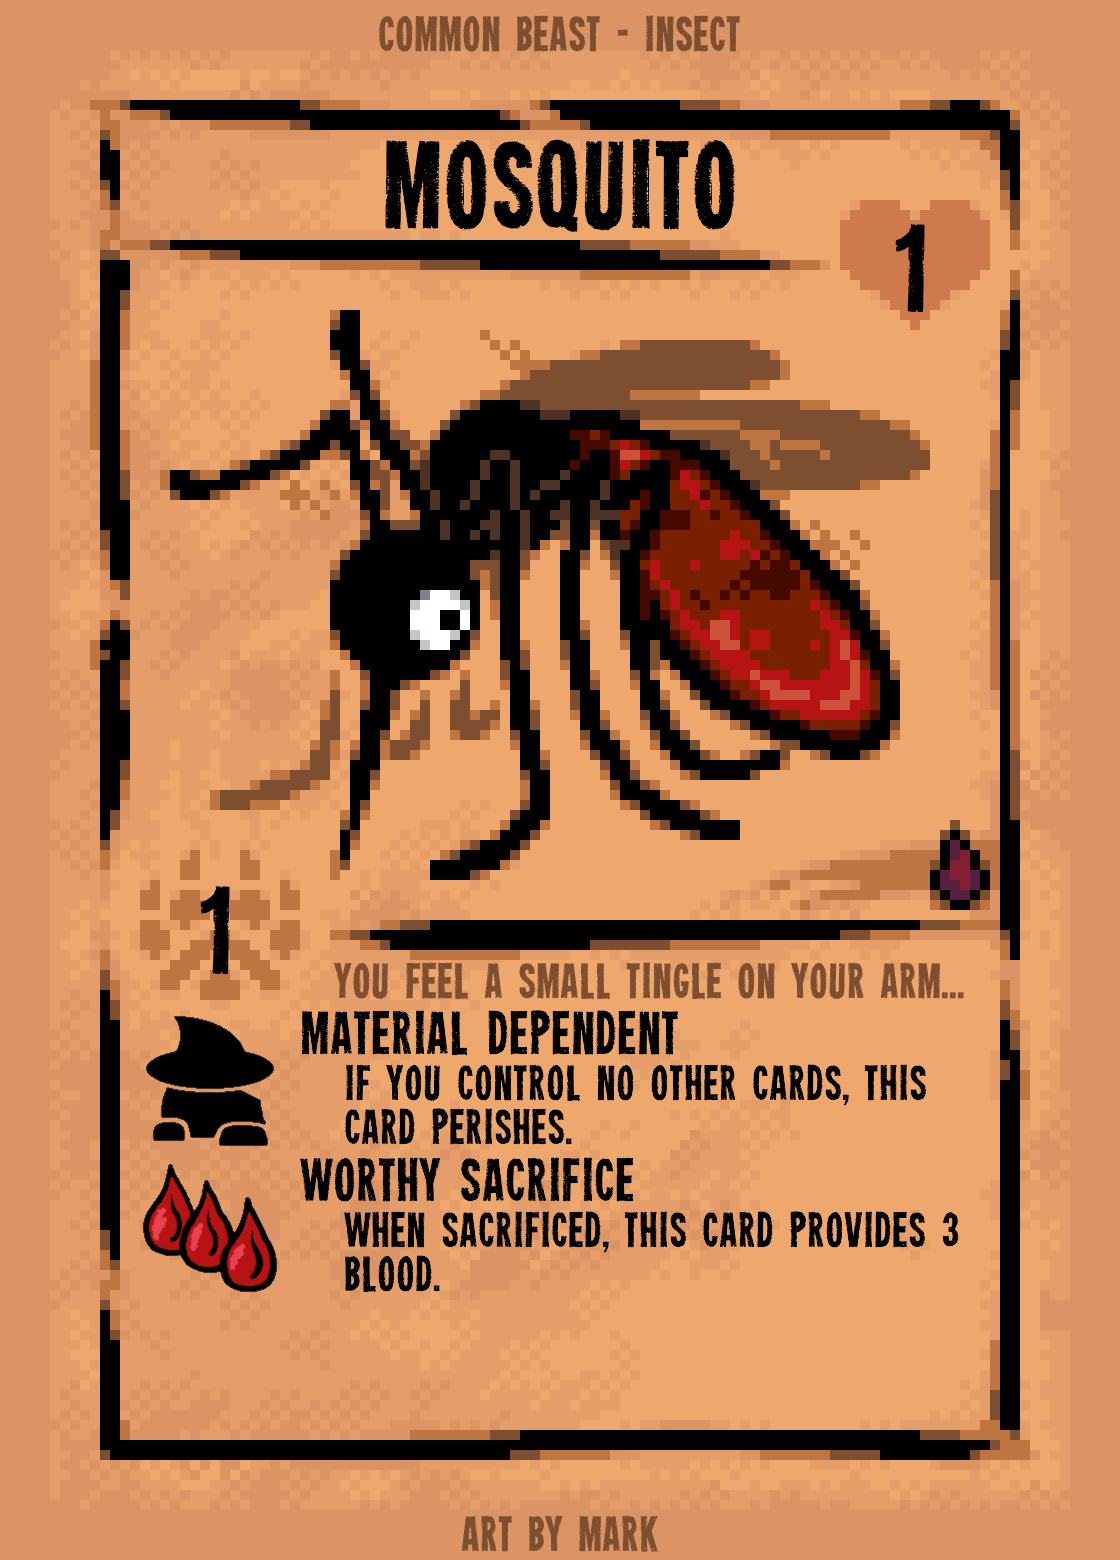 COMMON BEAST - INSECT
MOSQUITO
1
1
YOU FEEL A SMALL TINGLE ON YOUR ARM...
MATERIAL DEPENDENT
IF YOU CONTROL NO OTHER CARDS, THIS
CARD PERISHES.
WORTHY SACRIFICE
WHEN SACRIFICED, THIS CARD PROVIDES 3
BLOOD.
ART BY MARK